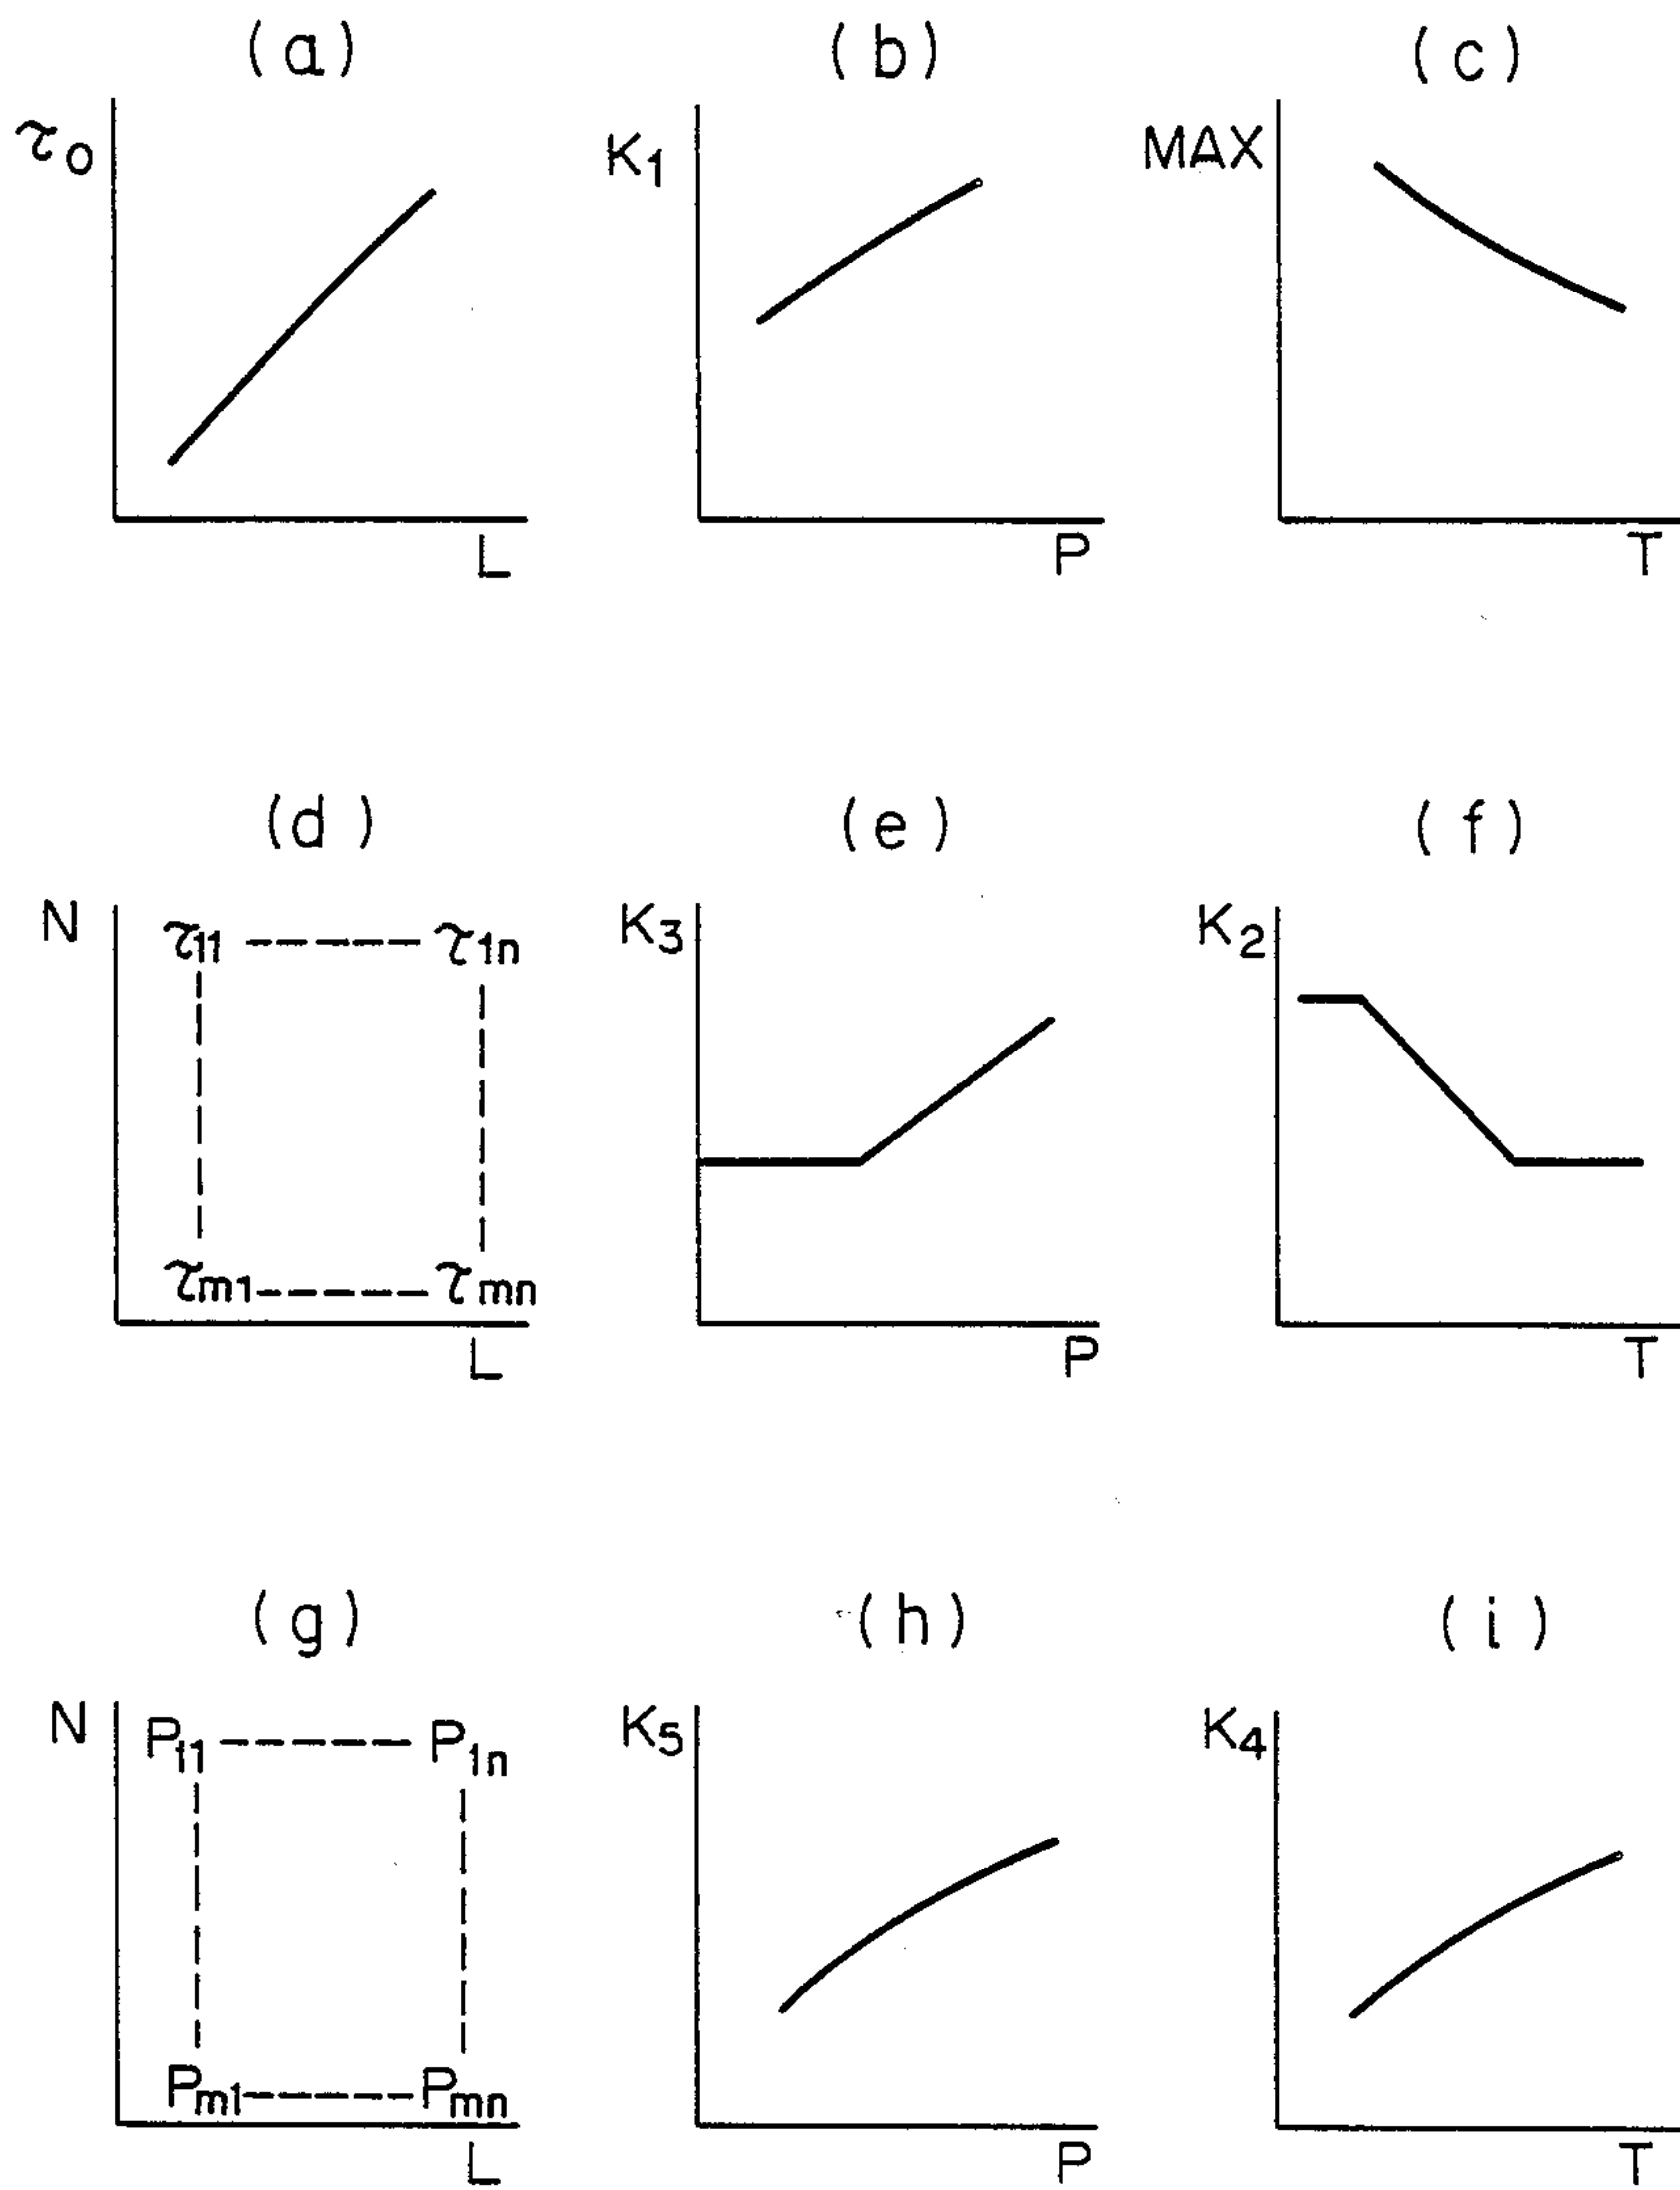 (a) (b) (c)
τ0 K1 MAX
L P T
(d) (e) (f)
N τ11 τ1n K3 K2
τm1 τmn
L P T
(g) (h) (i)
N P11 P1n K5 K4
Pm1 Pmn
L P T